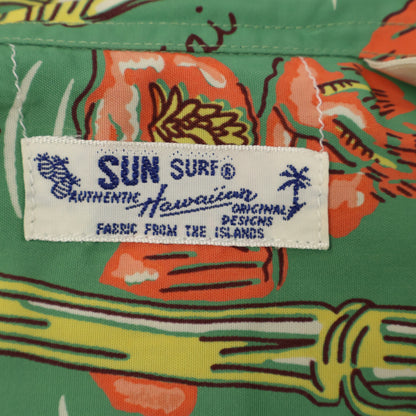 SUN SURF®
AUTHENTIC Hawaiian ORIGINAL DESIGNS
FABRIC FROM THE ISLANDS